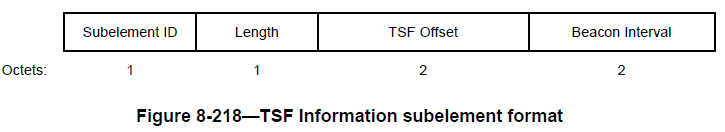 Subelement ID Length TSF Offset Beacon Interval
Octets: 1 1 2 2
Figure 8-218—TSF Information subelement format